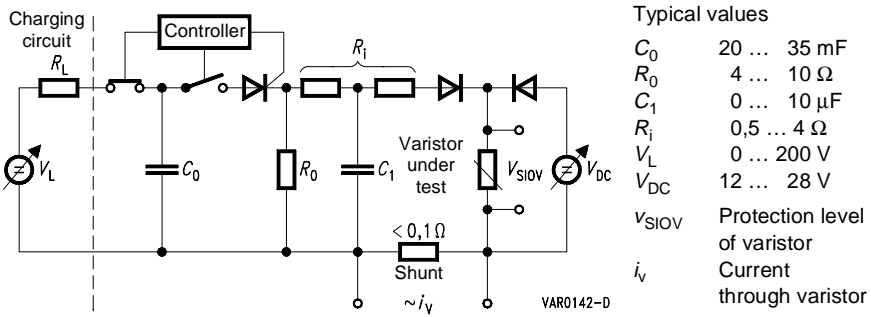 Charging
circuit
Controller
R_L
R_i
V_L
C_0
R_0
C_1
Varistor
under
test
V_SIOV
V_DC
< 0,1 Ω
Shunt
~ i_v
VAR0142-D
Typical values
C_0 20 … 35 mF
R_0 4 … 10 Ω
C_1 0 … 10 μF
R_i 0,5 … 4 Ω
V_L 0 … 200 V
V_DC 12 … 28 V
v_SIOV Protection level
of varistor
i_v Current
through varistor